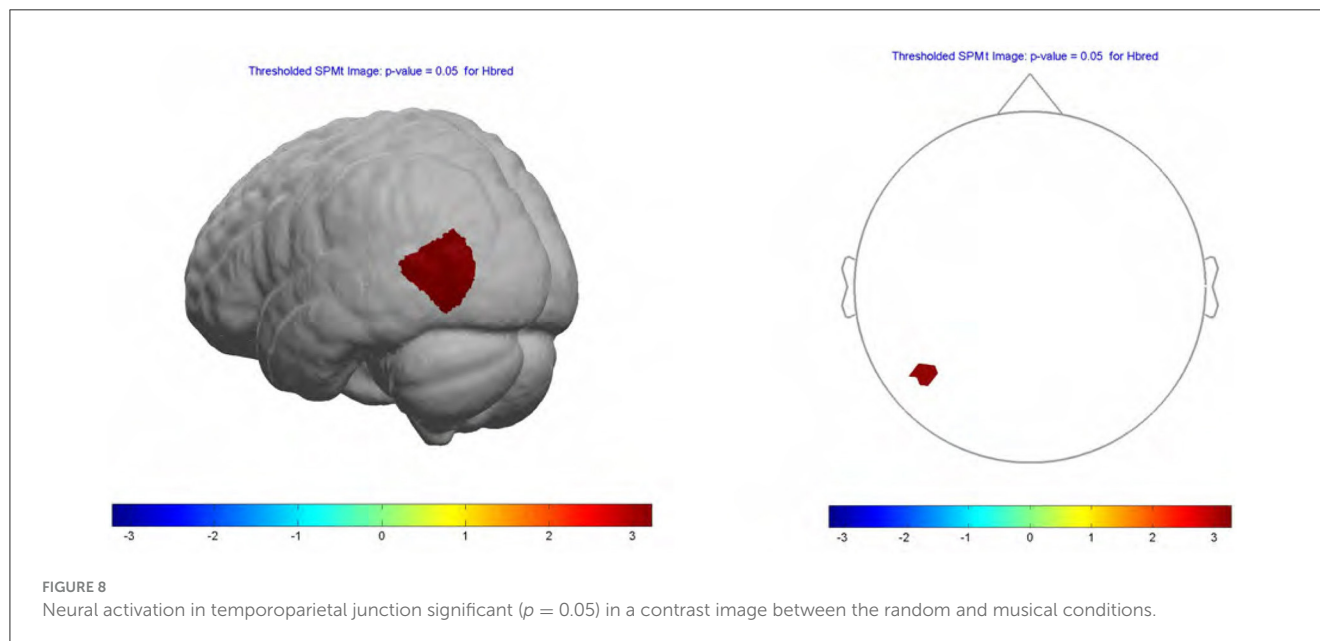 Thresholded SPMt Image: p-value = 0.05 for Hbred
Thresholded SPMt Image: p-value = 0.05 for Hbred
-3 -2 -1 0 1 2 3
-3 -2 -1 0 1 2 3
FIGURE 8
Neural activation in temporoparietal junction significant (p = 0.05) in a contrast image between the random and musical conditions.